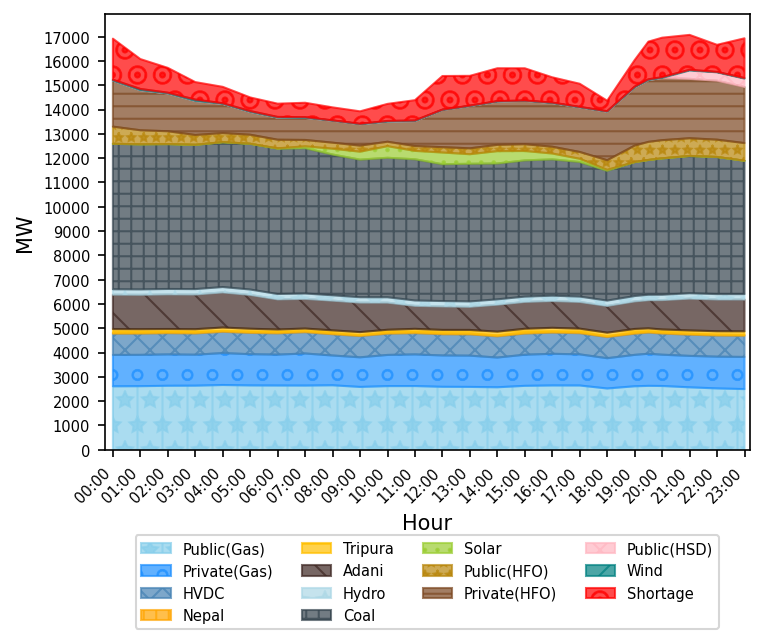 MW
17000
16000
15000
14000
13000
12000
11000
10000
9000
8000
7000
6000
5000
4000
3000
2000
1000
0
00:00 01:00 02:00 03:00 04:00 05:00 06:00 07:00 08:00 09:00 10:00 11:00 12:00 13:00 14:00 15:00 16:00 17:00 18:00 19:00 20:00 21:00 22:00 23:00
Hour
Public(Gas) Tripura Solar Public(HSD)
Private(Gas) Adani Public(HFO) Wind
HVDC Hydro Private(HFO) Shortage
Nepal Coal